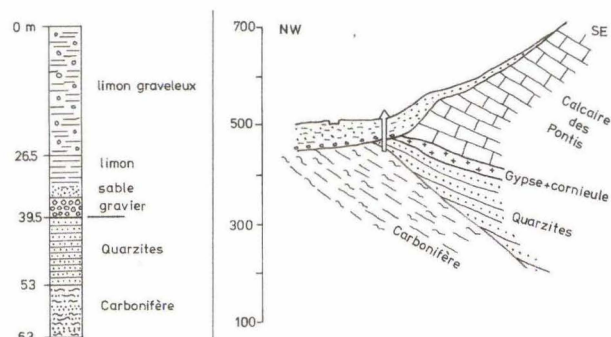 0 m
limon graveleux
26.5
limon
sable
gravier
39.5
Quarzites
53
Carbonifère
63
700
NW
SE
500
300
100
Calcaire
des
Pontis
Gypse+cornieule
Quarzites
Carbonifère